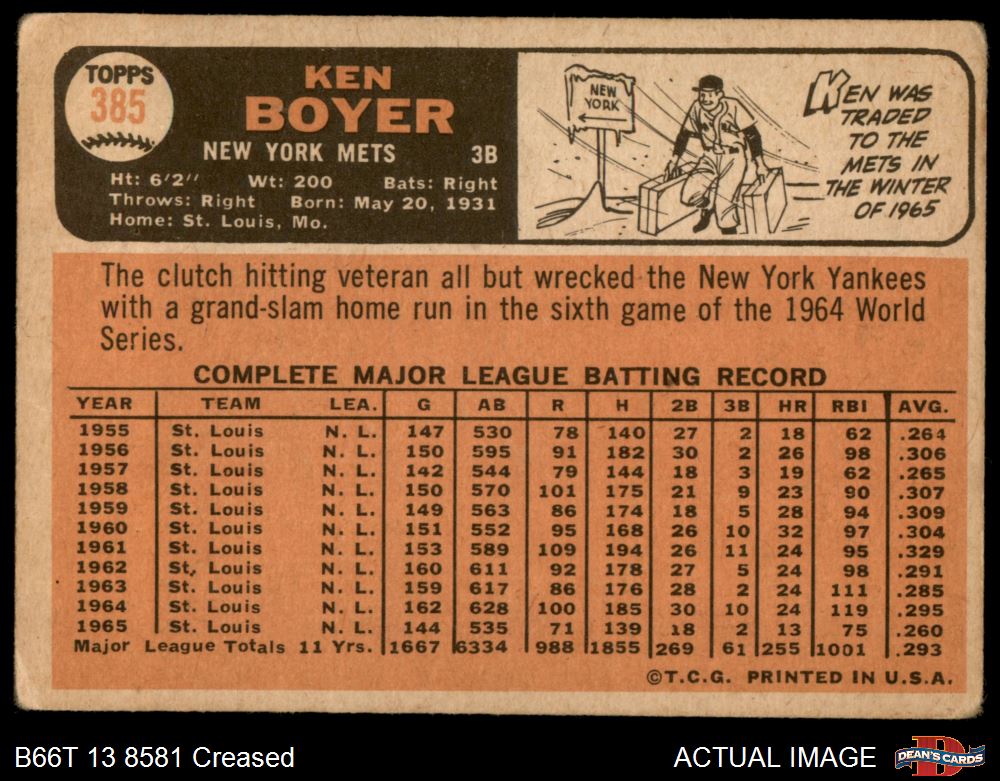 TOPPS
385
KEN
BOYER
NEW YORK METS 3B
Ht: 6'2" Wt: 200 Bats: Right
Throws: Right Born: May 20, 1931
Home: St. Louis, Mo.
NEW
YORK
KEN WAS
TRADED
TO THE
METS IN
THE WINTER
OF 1965
The clutch hitting veteran all but wrecked the New York Yankees
with a grand-slam home run in the sixth game of the 1964 World
Series.
COMPLETE MAJOR LEAGUE BATTING RECORD
YEAR TEAM LEA. G AB R H 2B 3B HR RBI AVG.
1955 St. Louis N. L. 147 530 78 140 27 2 18 62 .264
1956 St. Louis N. L. 150 595 91 182 30 2 26 98 .306
1957 St. Louis N. L. 142 544 79 144 18 3 19 62 .265
1958 St. Louis N. L. 150 570 101 175 21 9 23 90 .307
1959 St. Louis N. L. 149 563 86 174 18 5 28 94 .309
1960 St. Louis N. L. 151 552 95 168 26 10 32 97 .304
1961 St. Louis N. L. 153 589 109 194 26 11 24 95 .329
1962 St. Louis N. L. 160 611 92 178 27 5 24 98 .291
1963 St. Louis N. L. 159 617 86 176 28 2 24 111 .285
1964 St. Louis N. L. 162 628 100 185 30 10 24 119 .295
1965 St. Louis N. L. 144 535 71 139 18 2 13 75 .260
Major League Totals 11 Yrs. 1667 6334 988 1855 269 61 255 1001 .293
©T.C.G. PRINTED IN U.S.A.
B66T 13 8581 Creased
ACTUAL IMAGE
D
DEAN'S CARDS